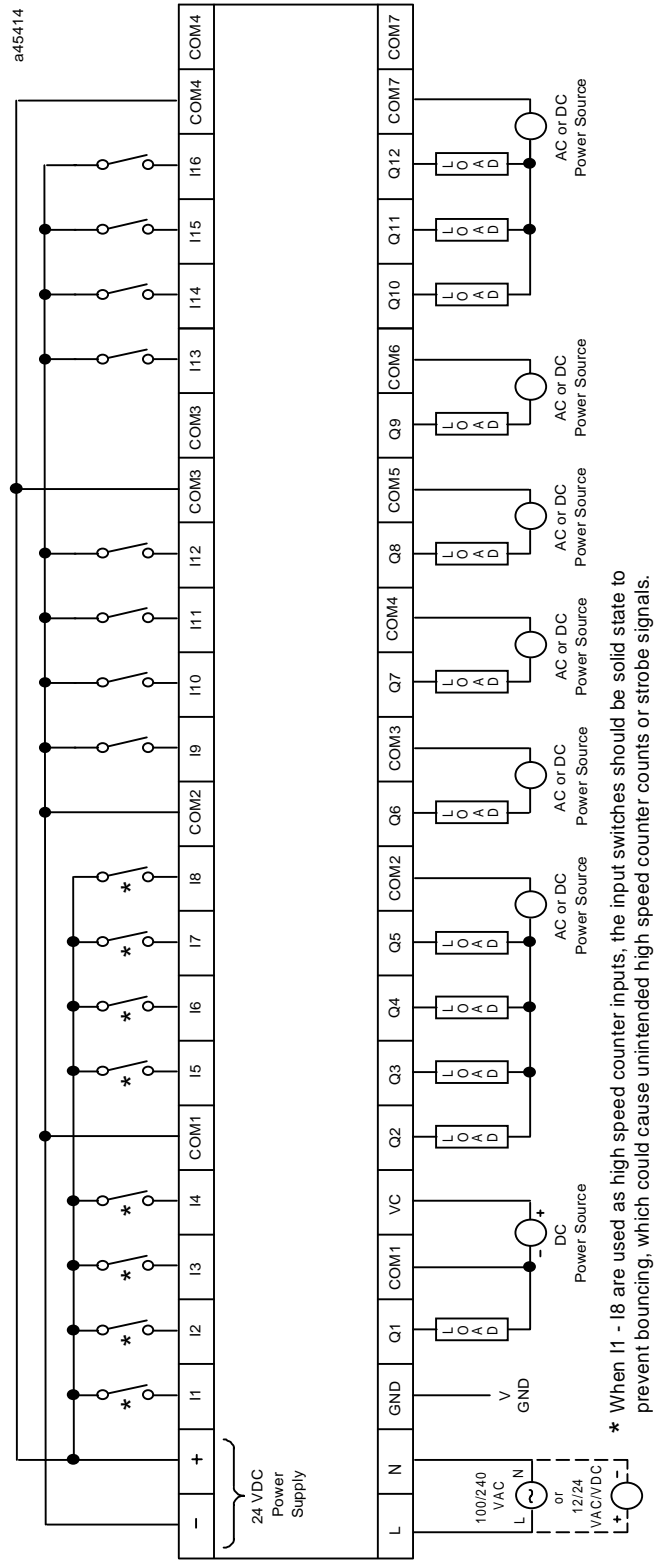 a45414
24 VDC
Power
Supply
–
+
I1
I2
I3
I4
COM1
I5
I6
I7
I8
COM2
I9
I10
I11
I12
COM3
COM3
I13
I14
I15
I16
COM4
COM4
*
*
*
*
*
*
*
*
L
N
GND
Q1
COM1
VC
Q2
Q3
Q4
Q5
COM2
Q6
COM3
Q7
COM4
Q8
COM5
Q9
COM6
Q10
Q11
Q12
COM7
COM7
100/240
VAC
L
N
~
or
12/24
VAC/VDC
+
–
V
GND
LOAD
– +
DC
Power Source
LOAD
LOAD
LOAD
LOAD
AC or DC
Power Source
LOAD
AC or DC
Power Source
LOAD
AC or DC
Power Source
LOAD
AC or DC
Power Source
LOAD
AC or DC
Power Source
LOAD
LOAD
LOAD
AC or DC
Power Source
* When I1 - I8 are used as high speed counter inputs, the input switches should be solid state to
prevent bouncing, which could cause unintended high speed counter counts or strobe signals.